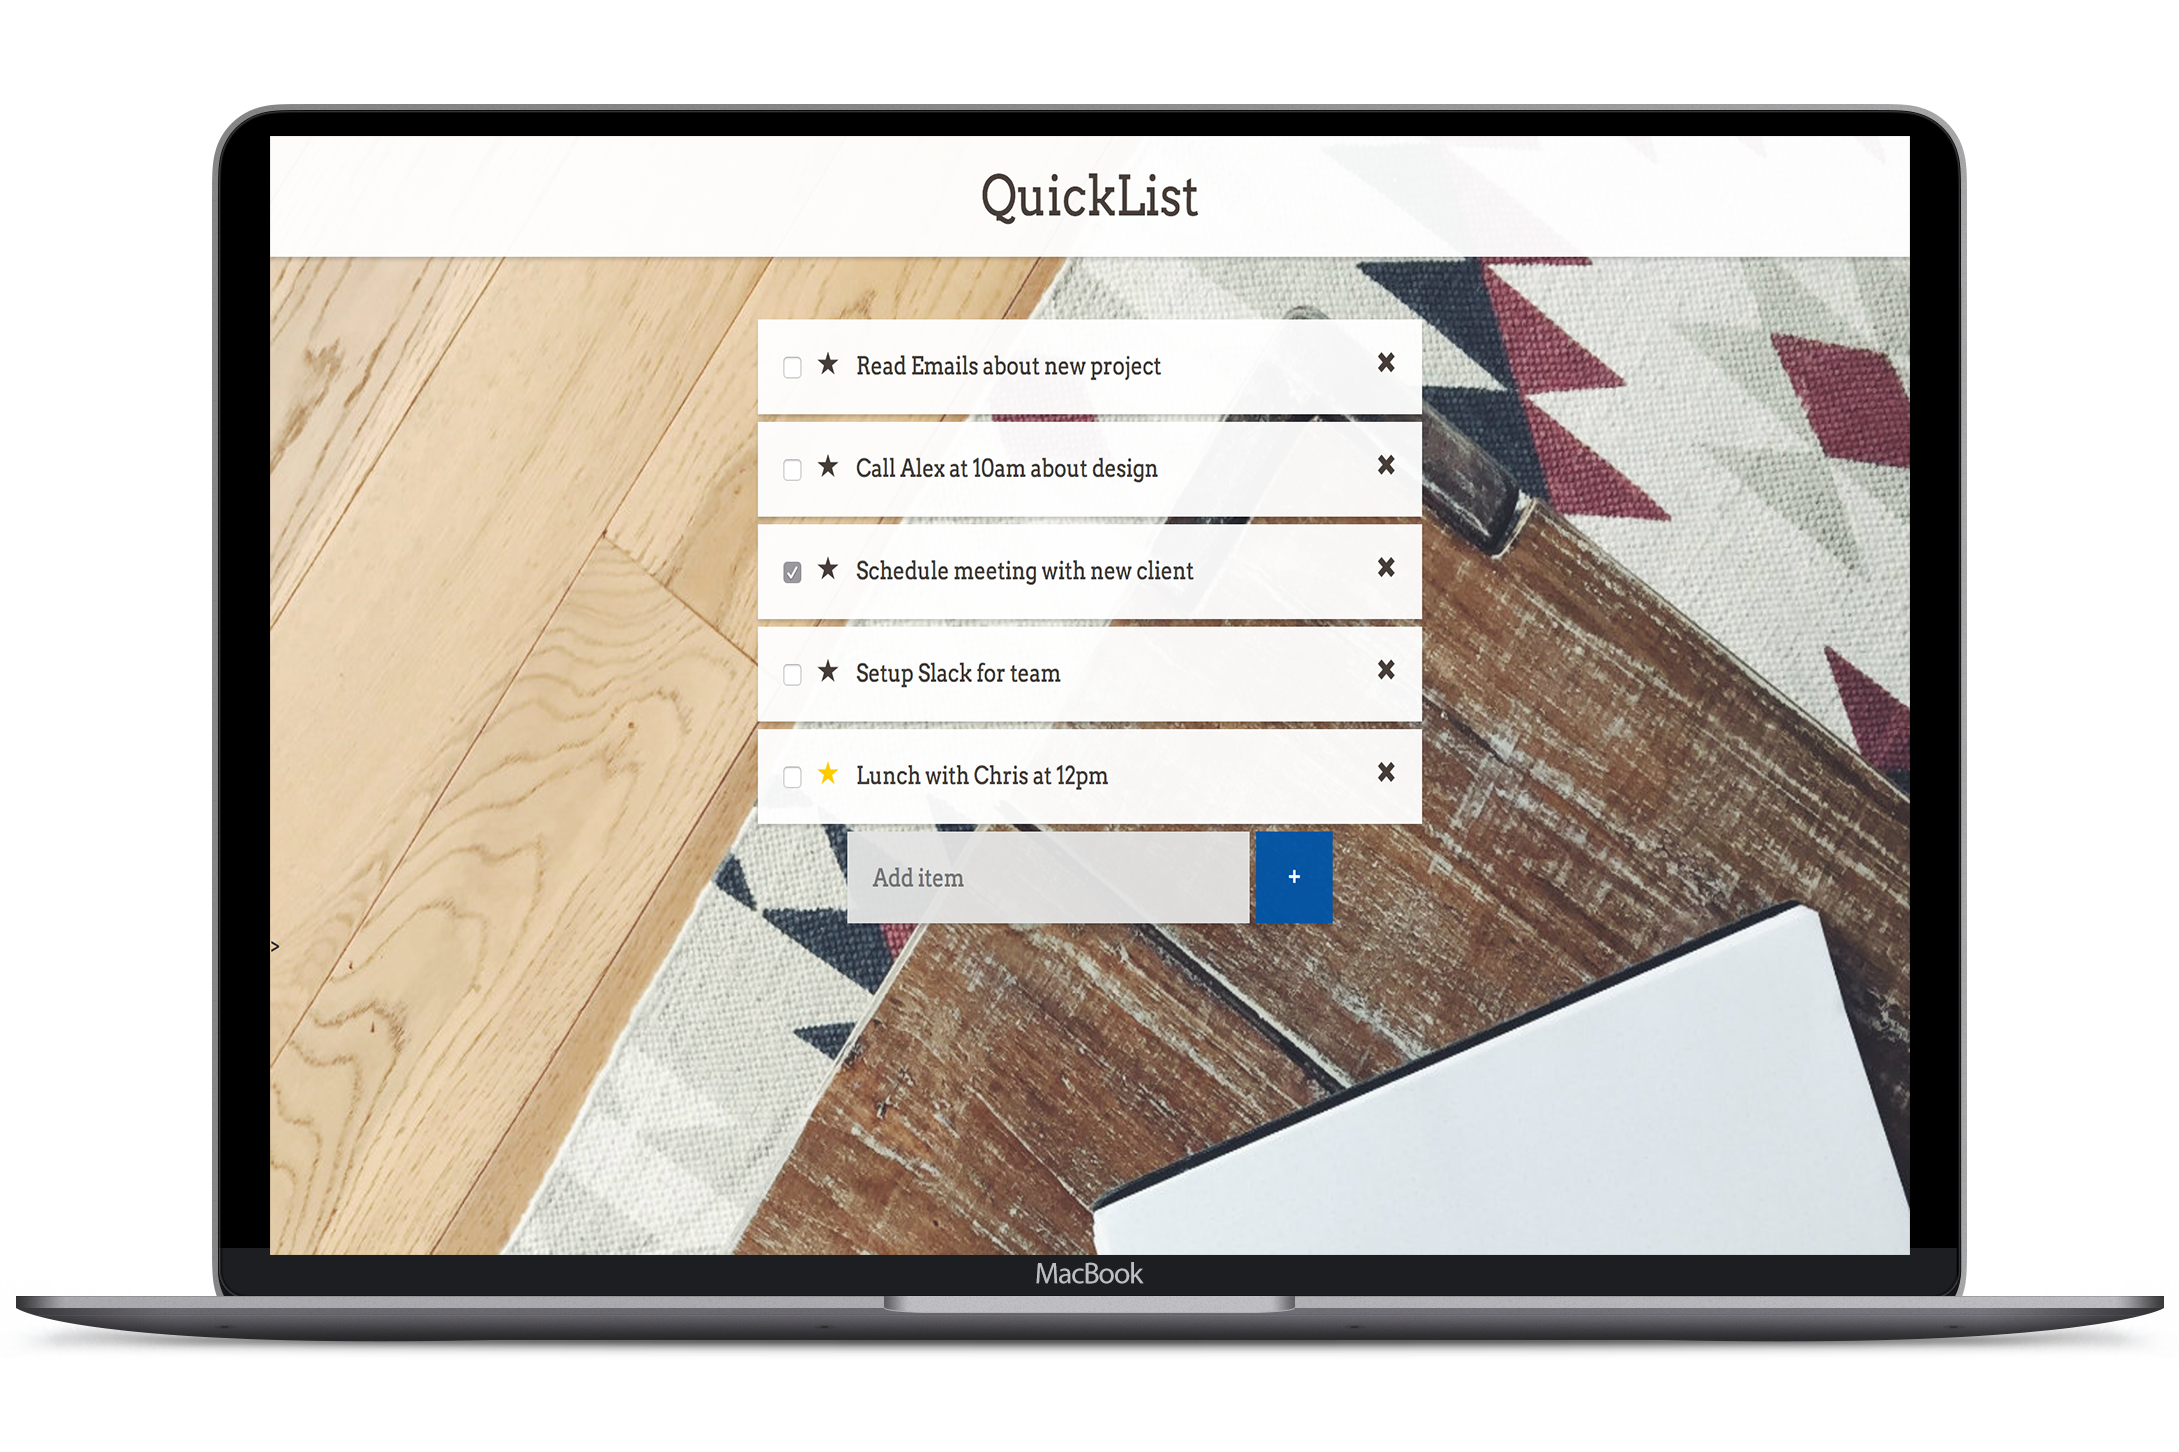 QuickList
★ Read Emails about new project ✖
Call Alex at 10am about design ✖
★ Schedule meeting with new client ✖
★ Setup Slack for team ✖
★ Lunch with Chris at 12pm ✖
Add item +
>
MacBook